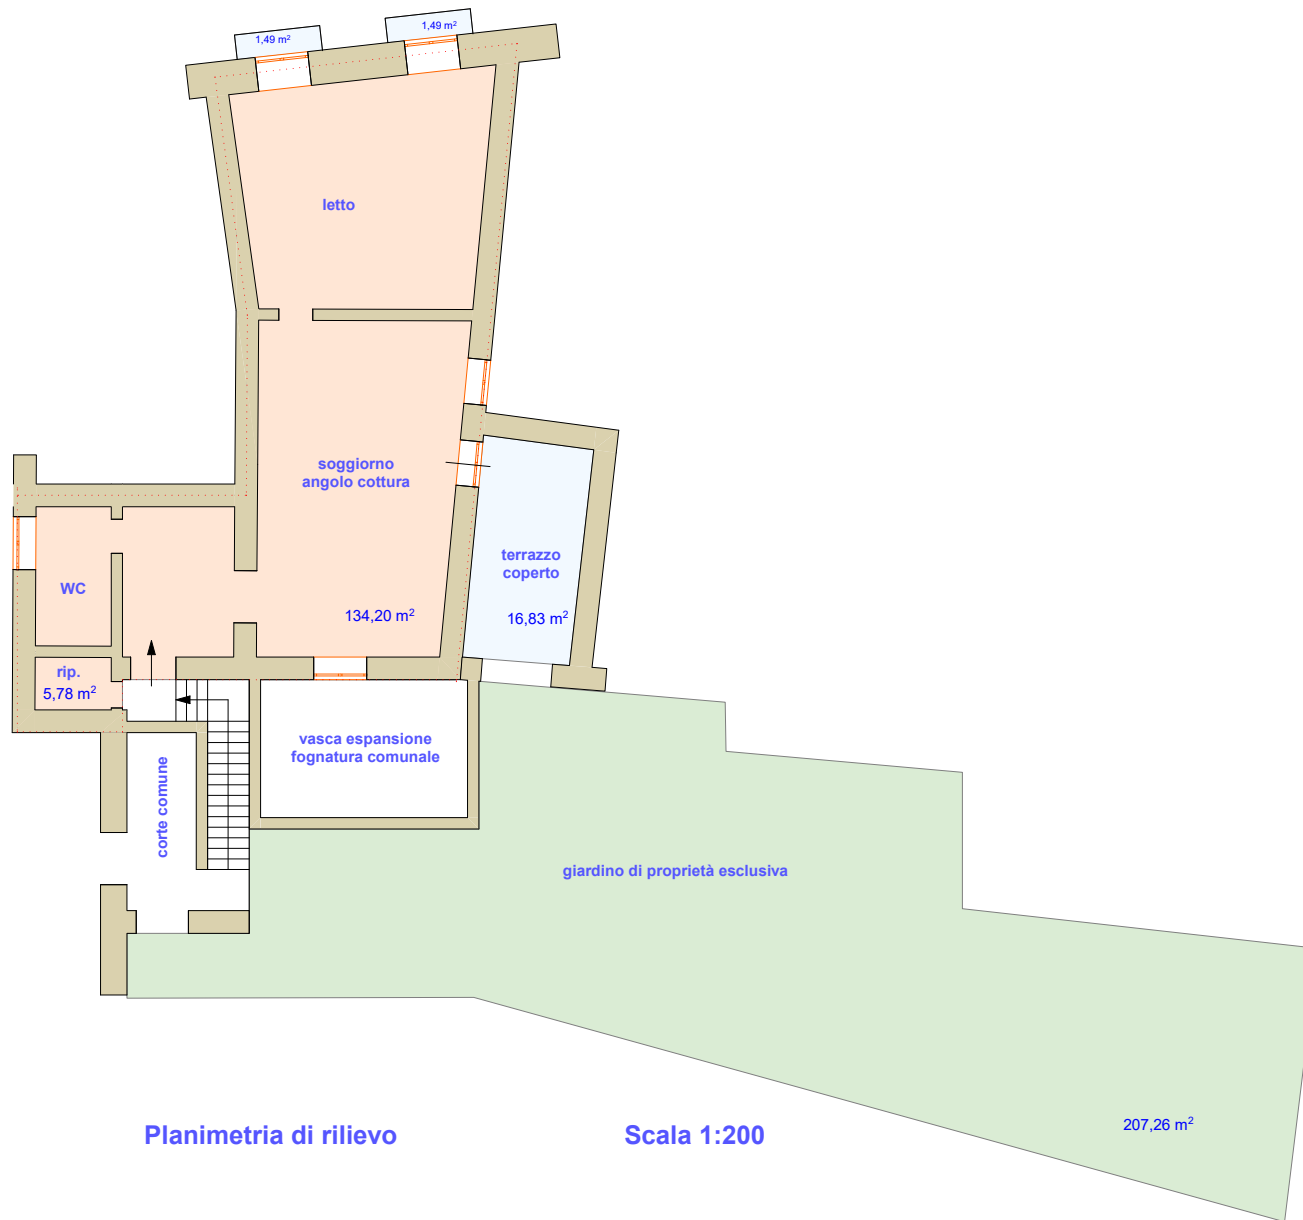 1,49 m²
1,49 m²
letto
soggiorno
angolo cottura
terrazzo
coperto
WC
134,20 m²
16,83 m²
rip.
5,78 m²
vasca espansione
fognatura comunale
corte comune
giardino di proprietà esclusiva
207,26 m²
Planimetria di rilievo
Scala 1:200